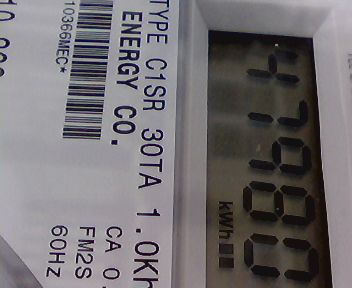 47980
kWh
TYPE C1SR 30TA 1.0Kh
ENERGY CO.
CA 0.
FM2S
60Hz
10366MEC*